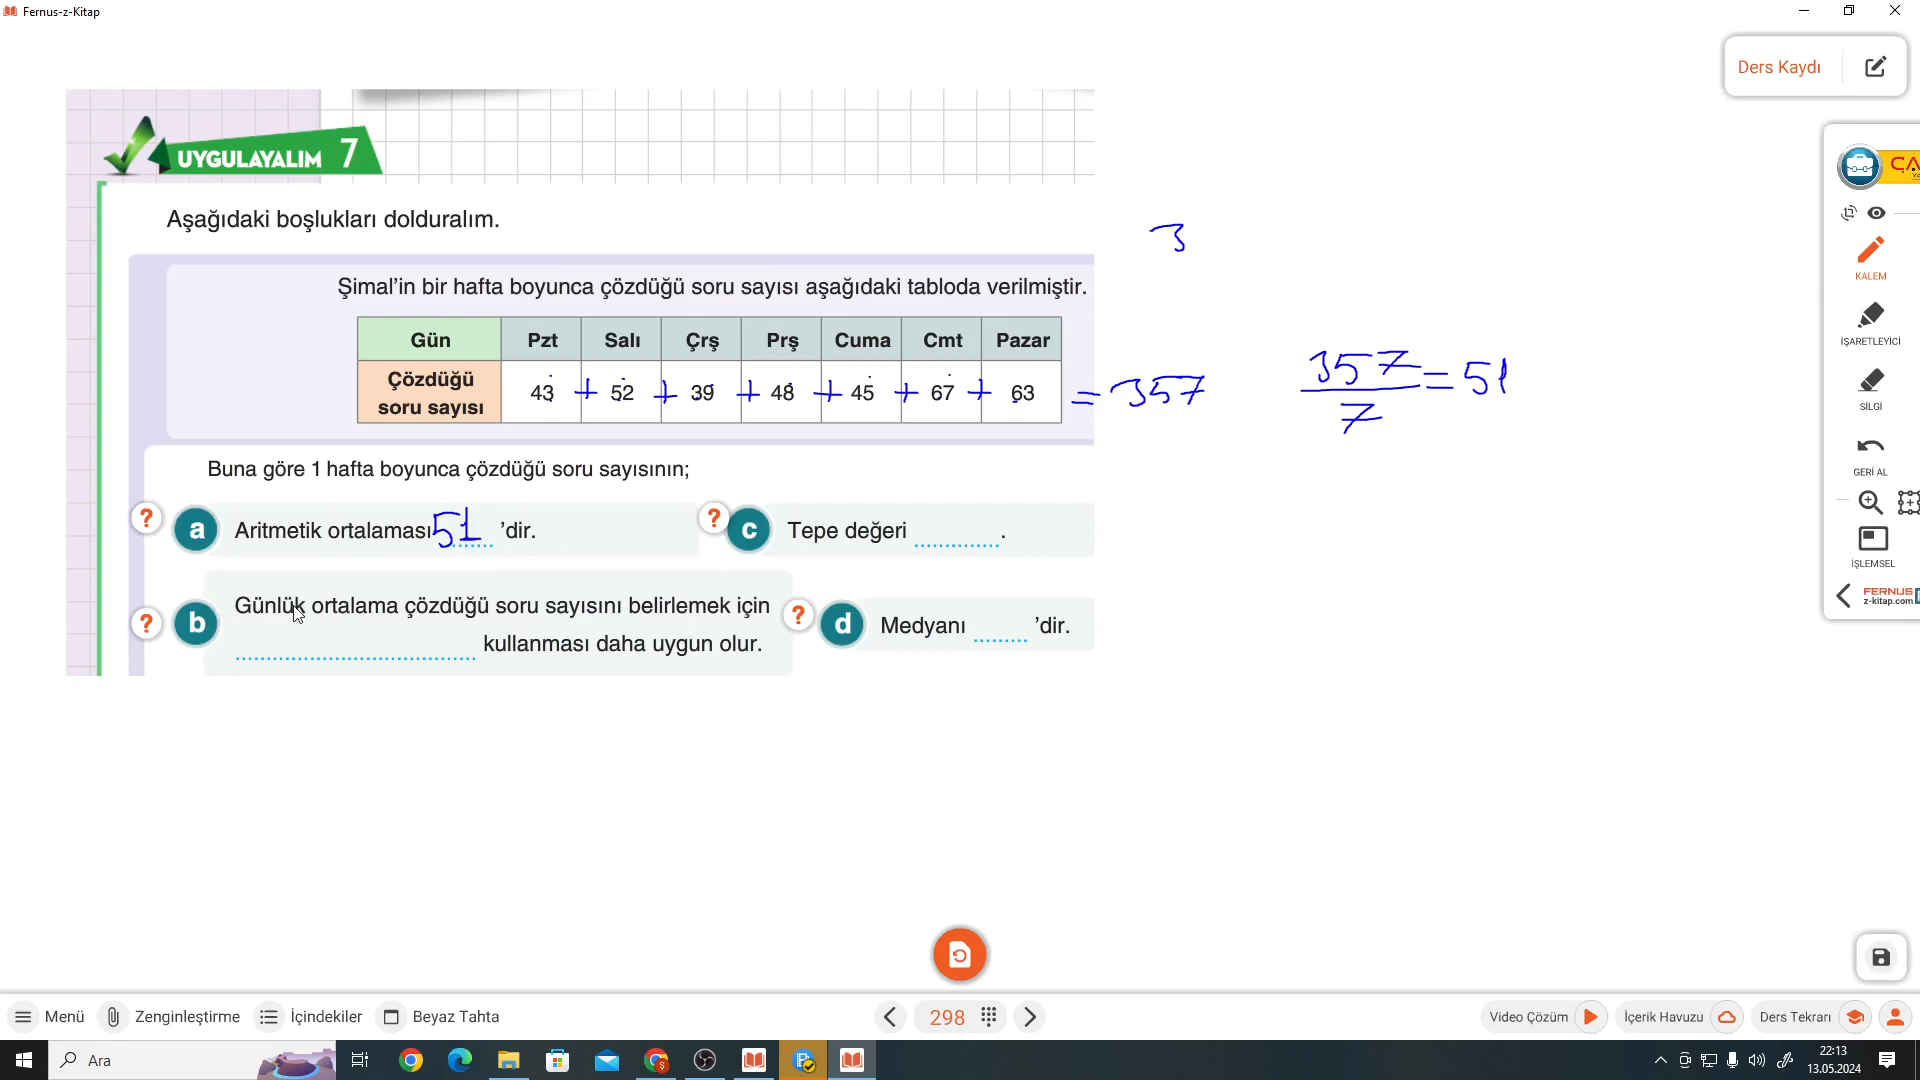 Fernus-z-Kitap
Ders Kaydı
UYGULAYALIM 7
Aşağıdaki boşlukları dolduralım.
3
Şimal'in bir hafta boyunca çözdüğü soru sayısı aşağıdaki tabloda verilmiştir.
Gün Pzt Salı Çrş Prş Cuma Cmt Pazar
Çözdüğü soru sayısı 43 + 52 + 39 + 48 + 45 + 67 + 63 = 357
357/7 = 51
Buna göre 1 hafta boyunca çözdüğü soru sayısının;
? a Aritmetik ortalaması 51 'dir.
? c Tepe değeri ..............
? b Günlük ortalama çözdüğü soru sayısını belirlemek için
........................................ kullanması daha uygun olur.
? d Medyanı ......... 'dir.
KALEM
İŞARETLEYİCİ
SİLGİ
GERİ AL
İŞLEMSEL
FERNUS
z-kitap.com
Menü Zenginleştirme İçindekiler Beyaz Tahta 298 Video Çözüm İçerik Havuzu Ders Tekrarı
Ara
22:13
13.05.2024